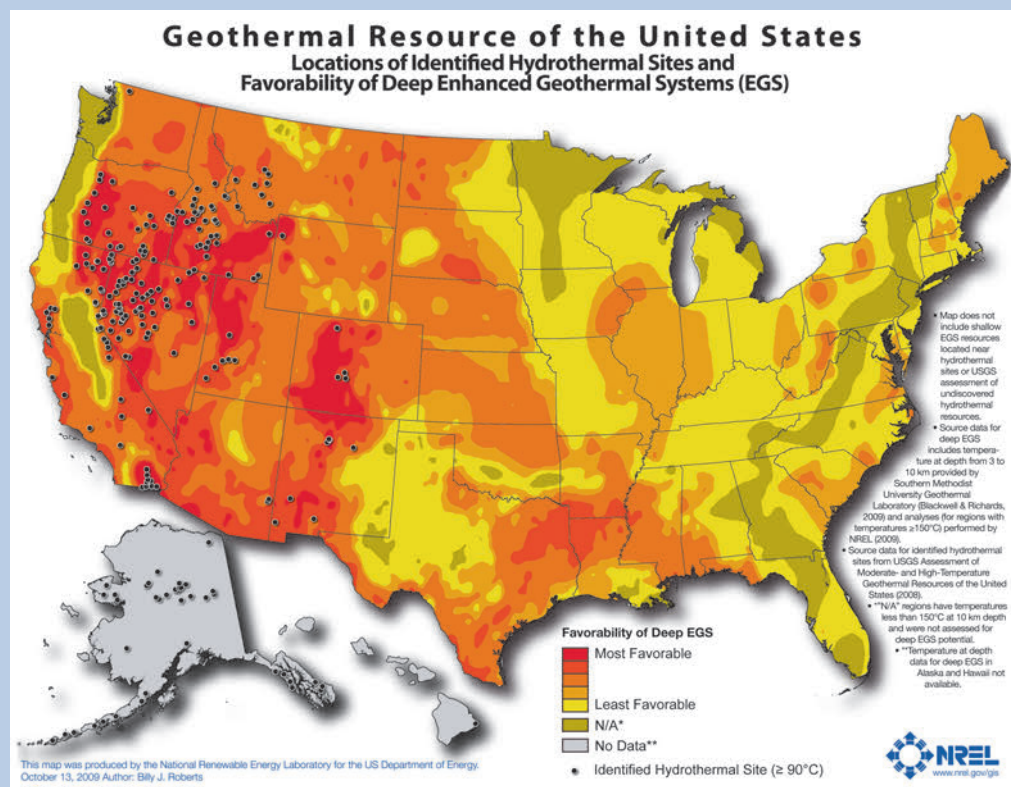 Geothermal Resource of the United States
Locations of Identified Hydrothermal Sites and
Favorability of Deep Enhanced Geothermal Systems (EGS)
• Map does not
include shallow
EGS resources
located near
hydrothermal
sites or USGS
assessment of
undiscovered
hydrothermal
resources.
• Source data for
deep EGS
includes tempera-
ture at depth from 3 to
10 km provided by
Southern Methodist
University Geothermal
Laboratory (Blackwell & Richards,
2009) and analyses (for regions with
temperatures ≥150°C) performed by
NREL (2009).
• Source data for identified hydrothermal
sites from USGS Assessment of
Moderate- and High-Temperature
Geothermal Resources of the United
States (2008).
• *"N/A" regions have temperatures
less than 150°C at 10 km depth
and were not assessed for
deep EGS potential.
• **Temperature at depth
data for deep EGS in
Alaska and Hawaii not
available.
Favorability of Deep EGS
Most Favorable
Least Favorable
N/A*
No Data**
Identified Hydrothermal Site (≥ 90°C)
This map was produced by the National Renewable Energy Laboratory for the US Department of Energy.
October 13, 2009 Author: Billy J. Roberts
NREL
www.nrel.gov/gis